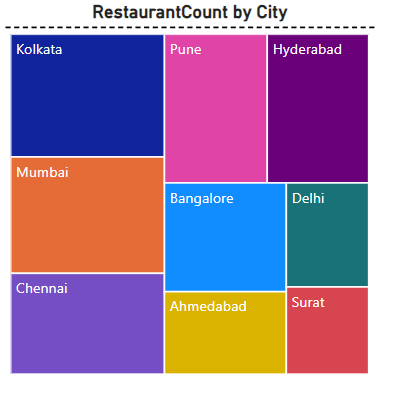 RestaurantCount by City
Kolkata
Pune
Hyderabad
Mumbai
Bangalore
Delhi
Chennai
Ahmedabad
Surat